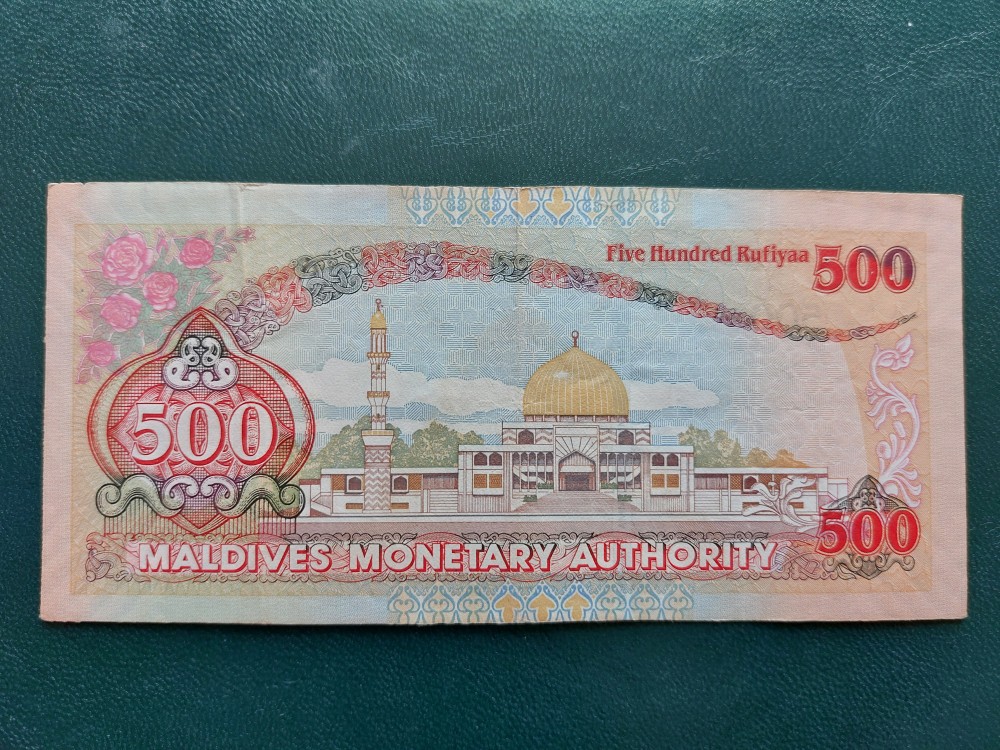 Five Hundred Rufiyaa 500
500
500
MALDIVES MONETARY AUTHORITY